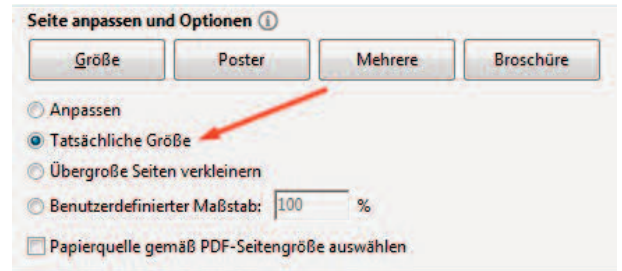 Seite anpassen und Optionen ⓘ
Größe Poster Mehrere Broschüre
Anpassen
Tatsächliche Größe
Übergroße Seiten verkleinern
Benutzerdefinierter Maßstab: 100 %
Papierquelle gemäß PDF-Seitengröße auswählen